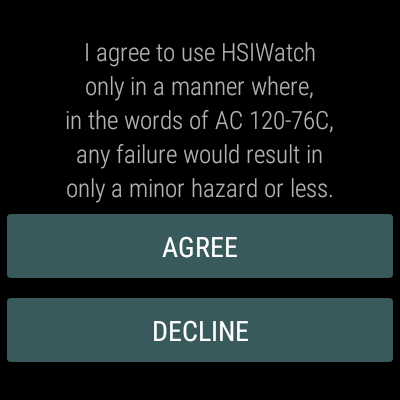 I agree to use HSIWatch
only in a manner where,
in the words of AC 120-76C,
any failure would result in
only a minor hazard or less.
AGREE
DECLINE